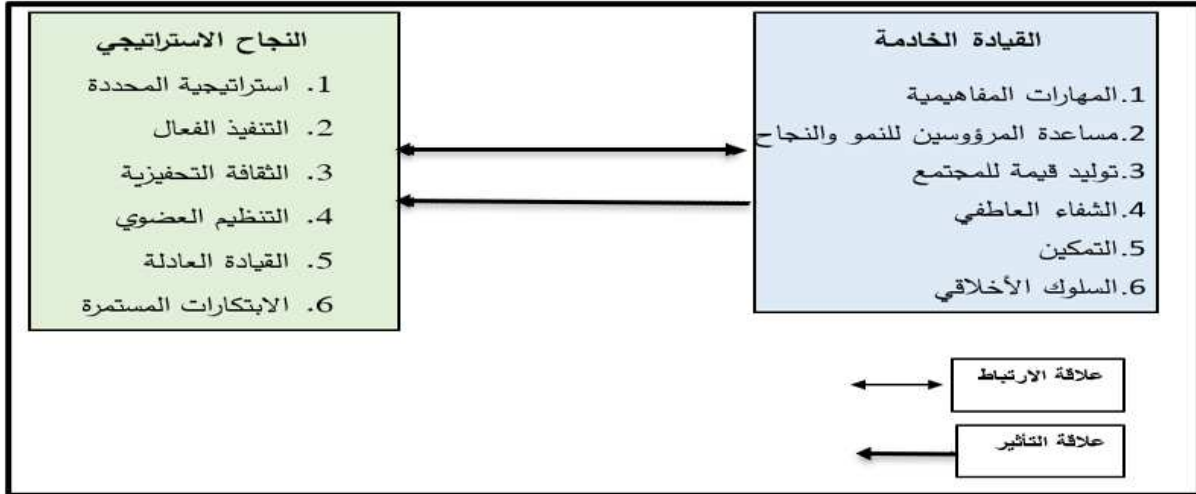 القيادة الخادمة
1.المهارات المفاهيمية
2.مساعدة المرؤوسين للنمو والنجاح
3.توليد قيمة للمجتمع
4.الشفاء العاطفي
5.التمكين
6.السلوك الأخلاقي
النجاح الاستراتيجي
1. استراتيجية المحددة
2. التنفيذ الفعال
3. الثقافة التحفيزية
4. التنظيم العضوي
5. القيادة العادلة
6. الابتكارات المستمرة
علاقة الارتباط
علاقة التأثير